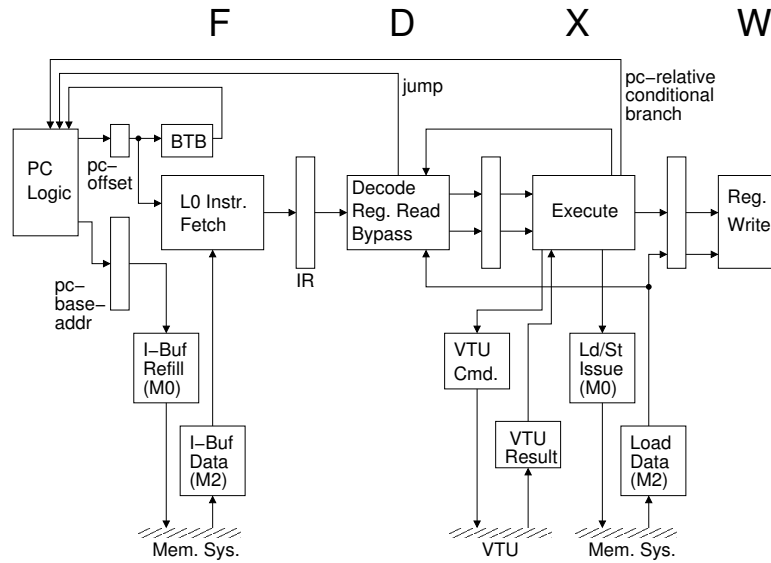 F
D
X
W
jump
pc−relative
conditional
branch
PC
Logic
pc−
offset
BTB
L0 Instr.
Fetch
IR
Decode
Reg. Read
Bypass
Execute
Reg.
Write
pc−
base−
addr
I−Buf
Refill
(M0)
I−Buf
Data
(M2)
VTU
Cmd.
VTU
Result
Ld/St
Issue
(M0)
Load
Data
(M2)
Mem. Sys.
VTU
Mem. Sys.